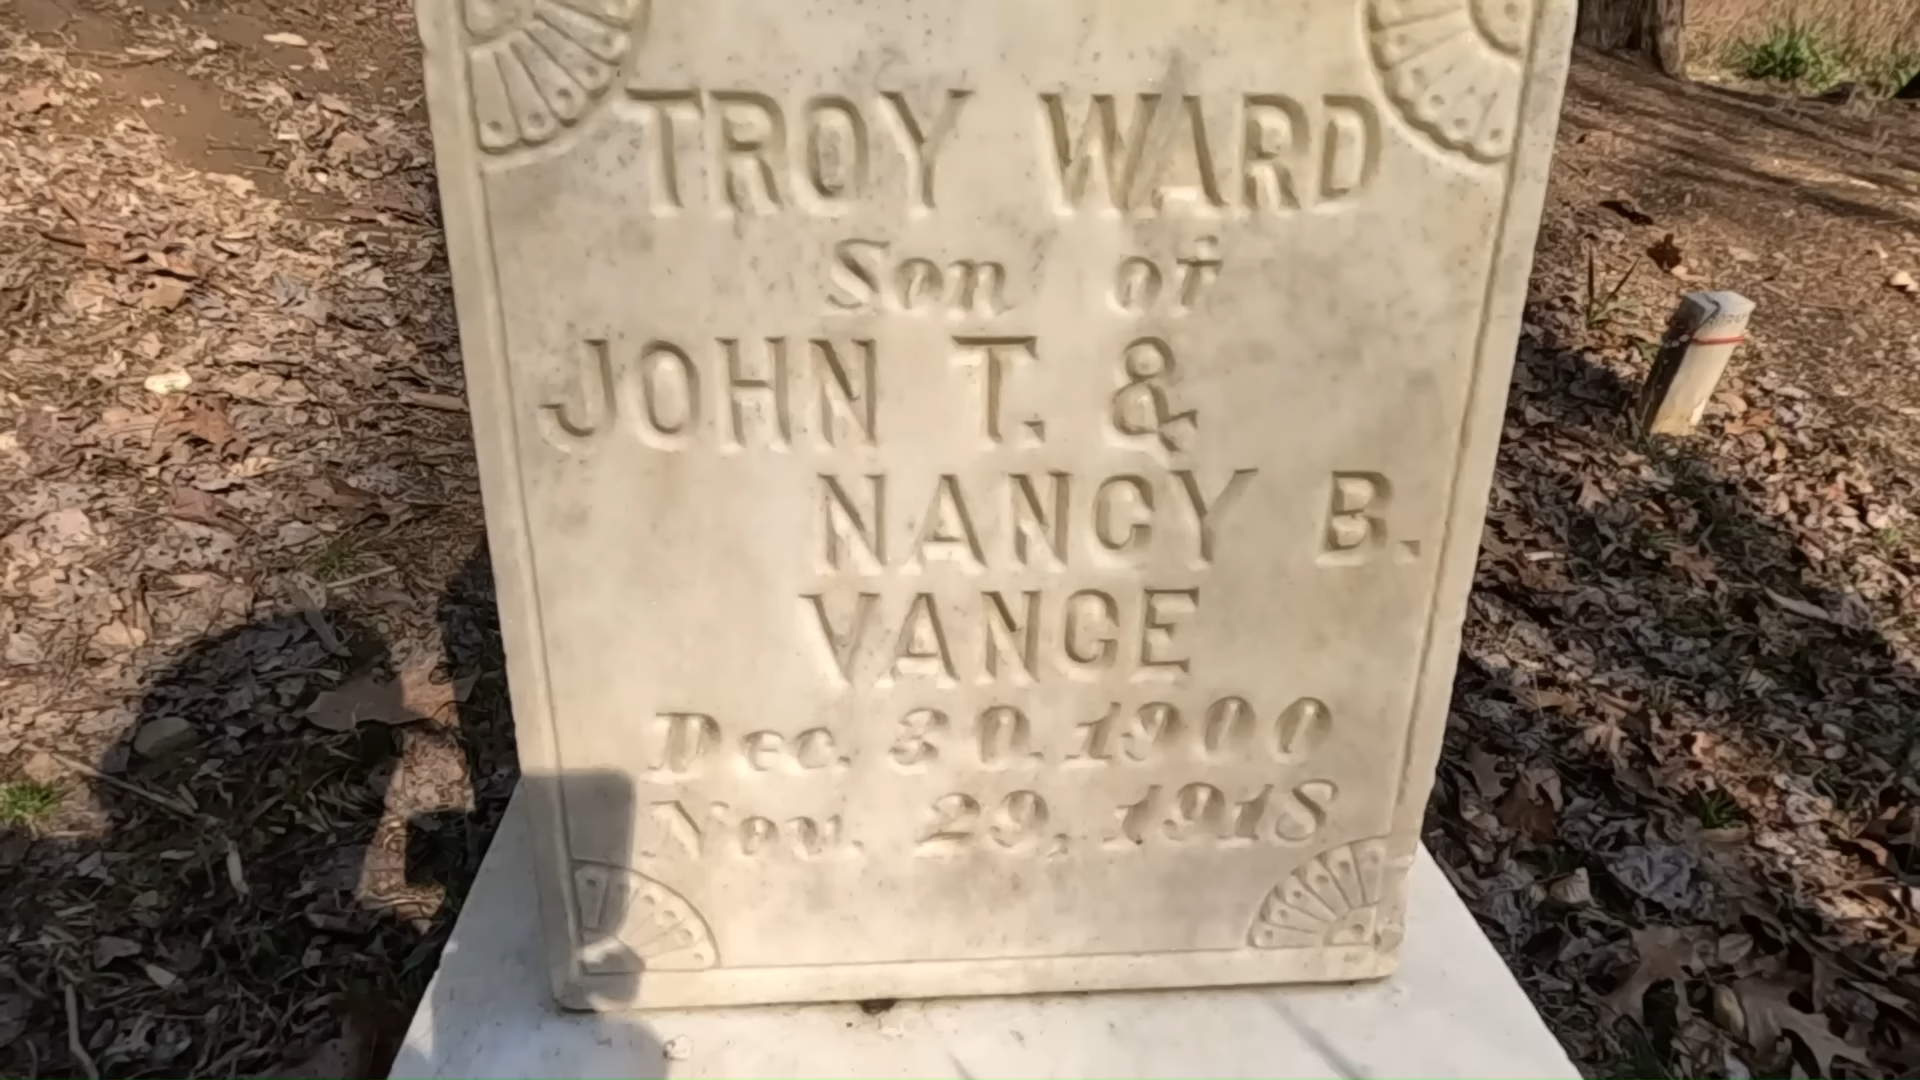 TROY WARD
Son of
JOHN T. &
NANCY B.
VANCE
Dec. 30. 1900
Nov. 29, 1918